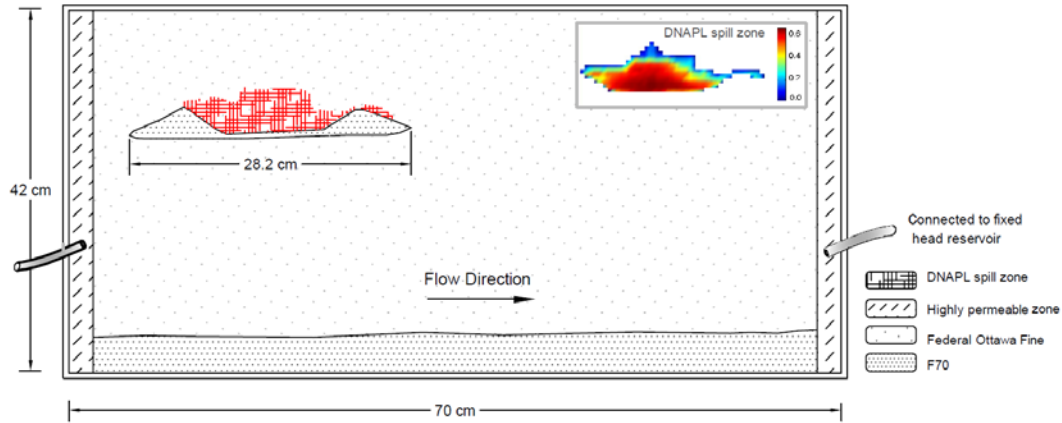 DNAPL spill zone
0.6
0.4
0.2
0.0
28.2 cm
42 cm
Flow Direction
Connected to fixed
head reservoir
DNAPL spill zone
Highly permeable zone
Federal Ottawa Fine
F70
70 cm